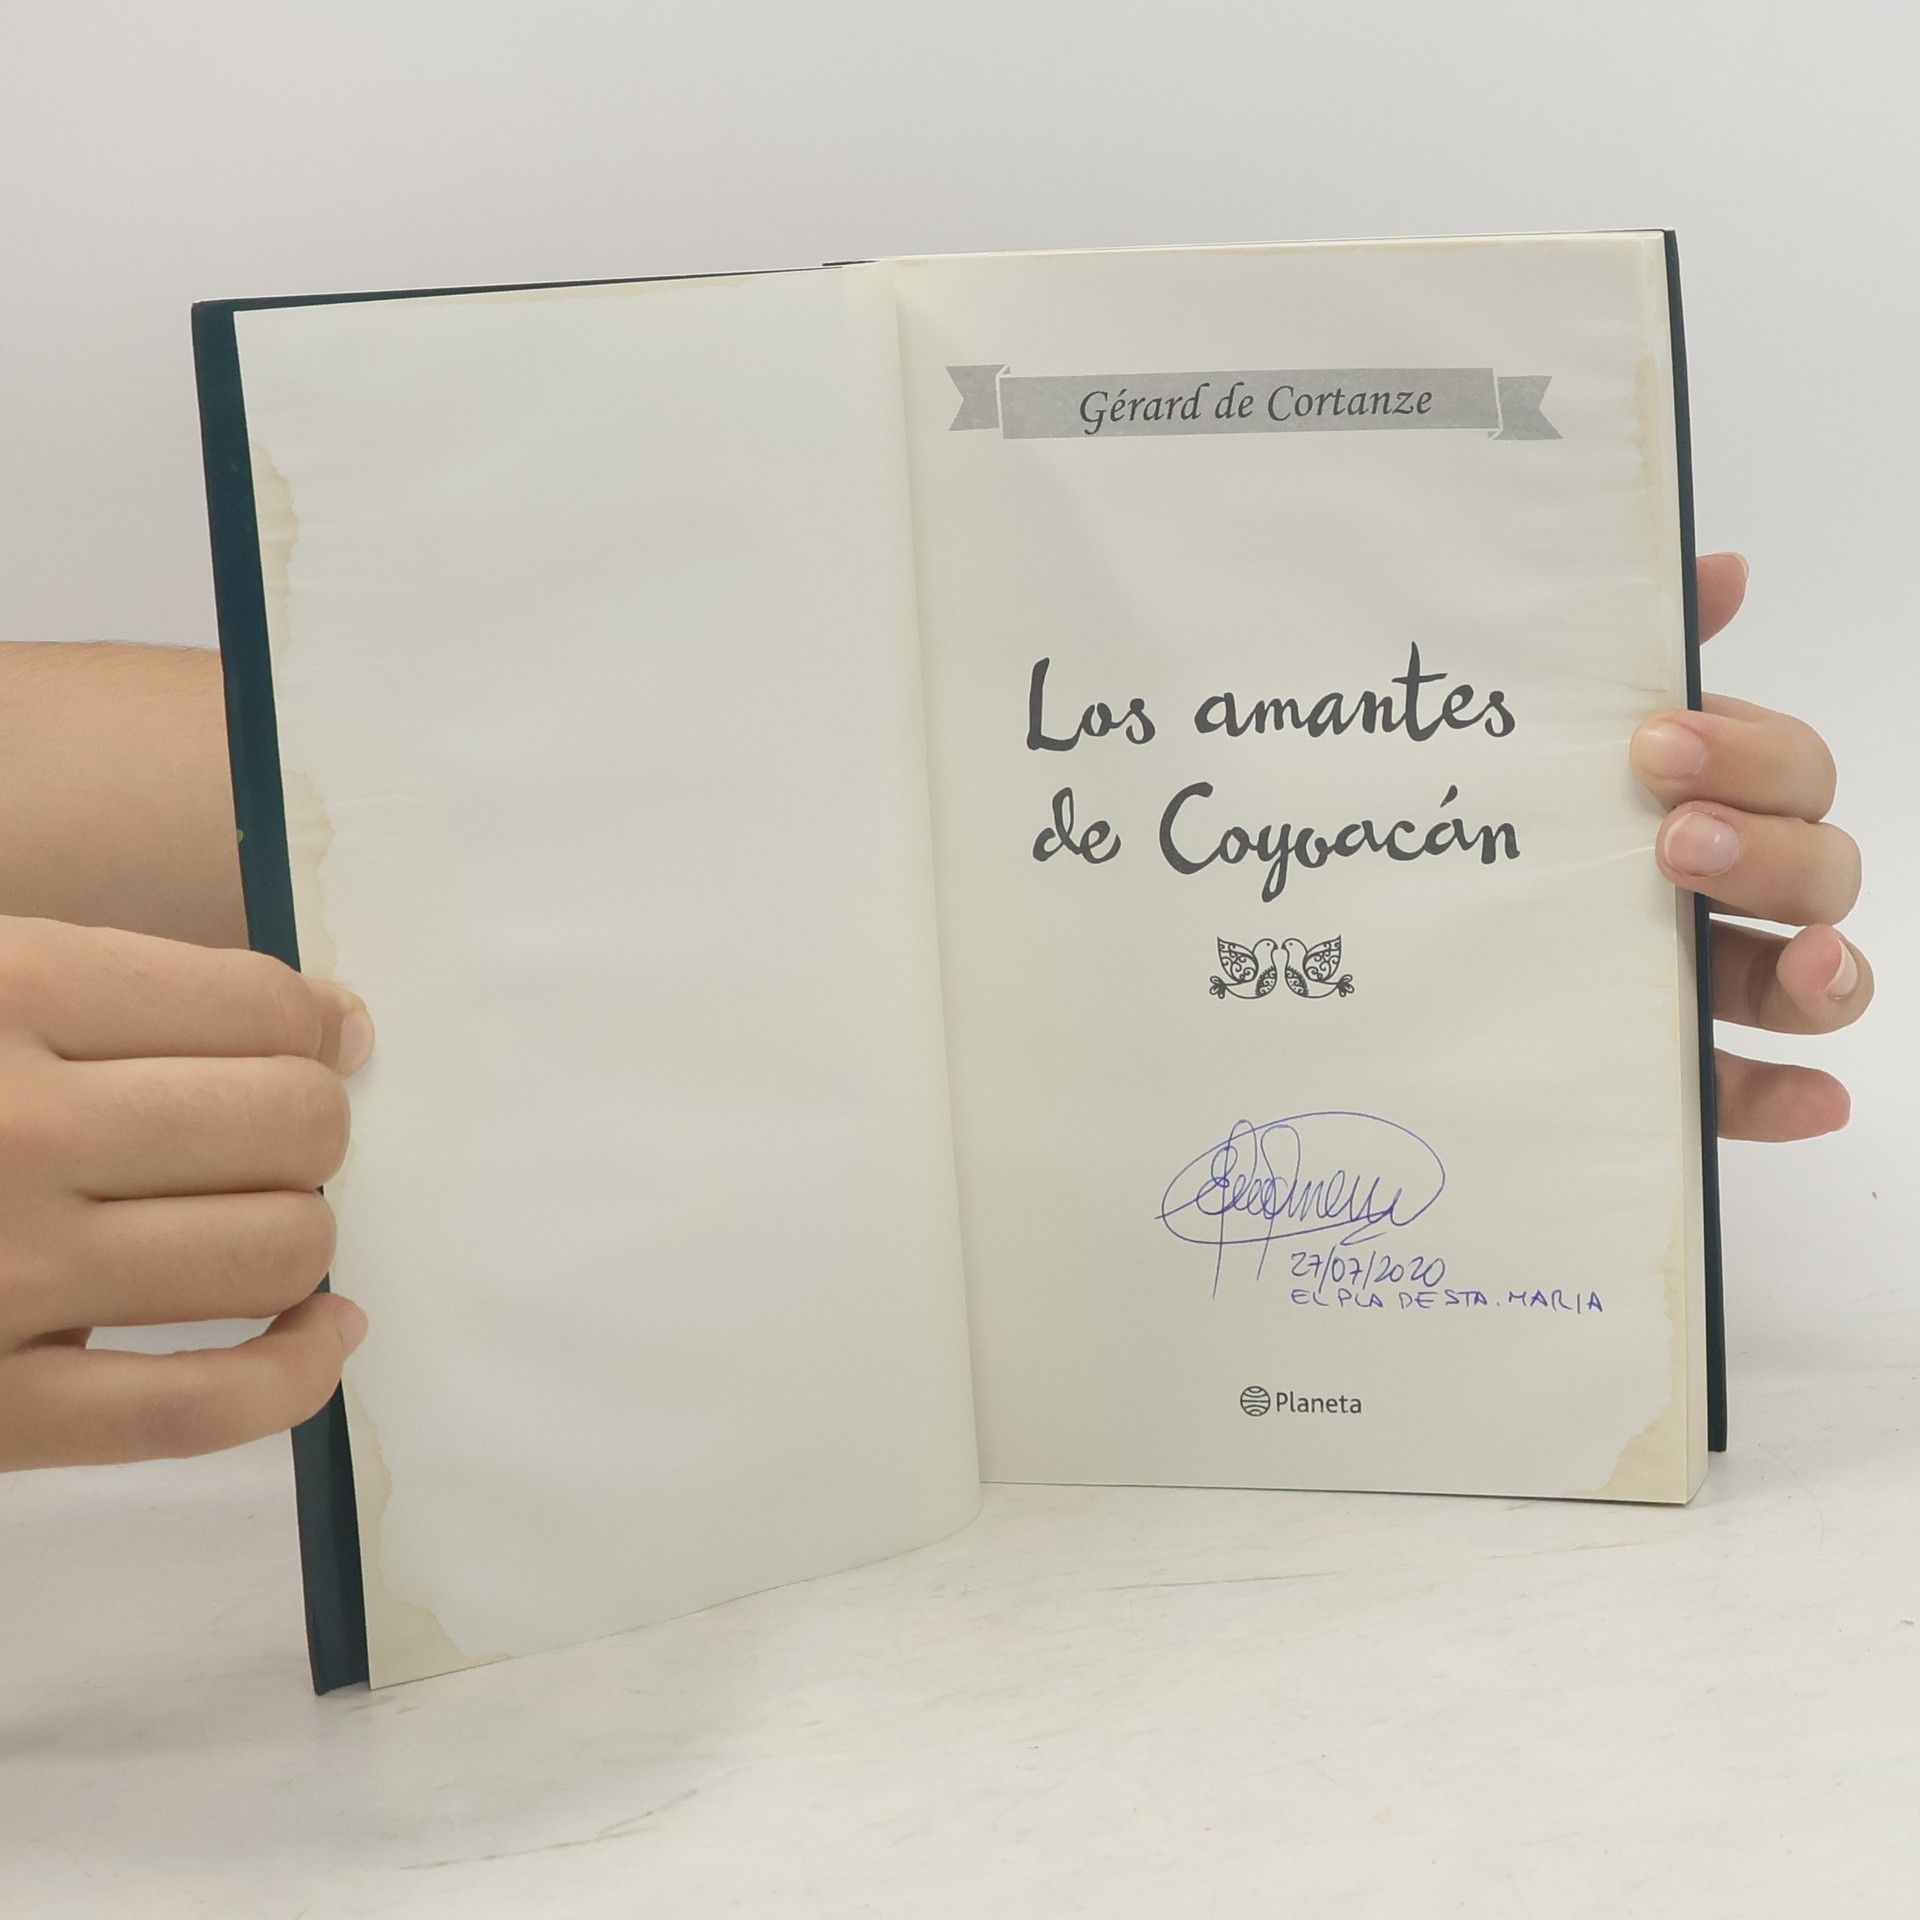 Gérard de Cortanze
Los amantes
de Coyoacán
27/07/2020
EL PLA DE STA. MARIA
Planeta